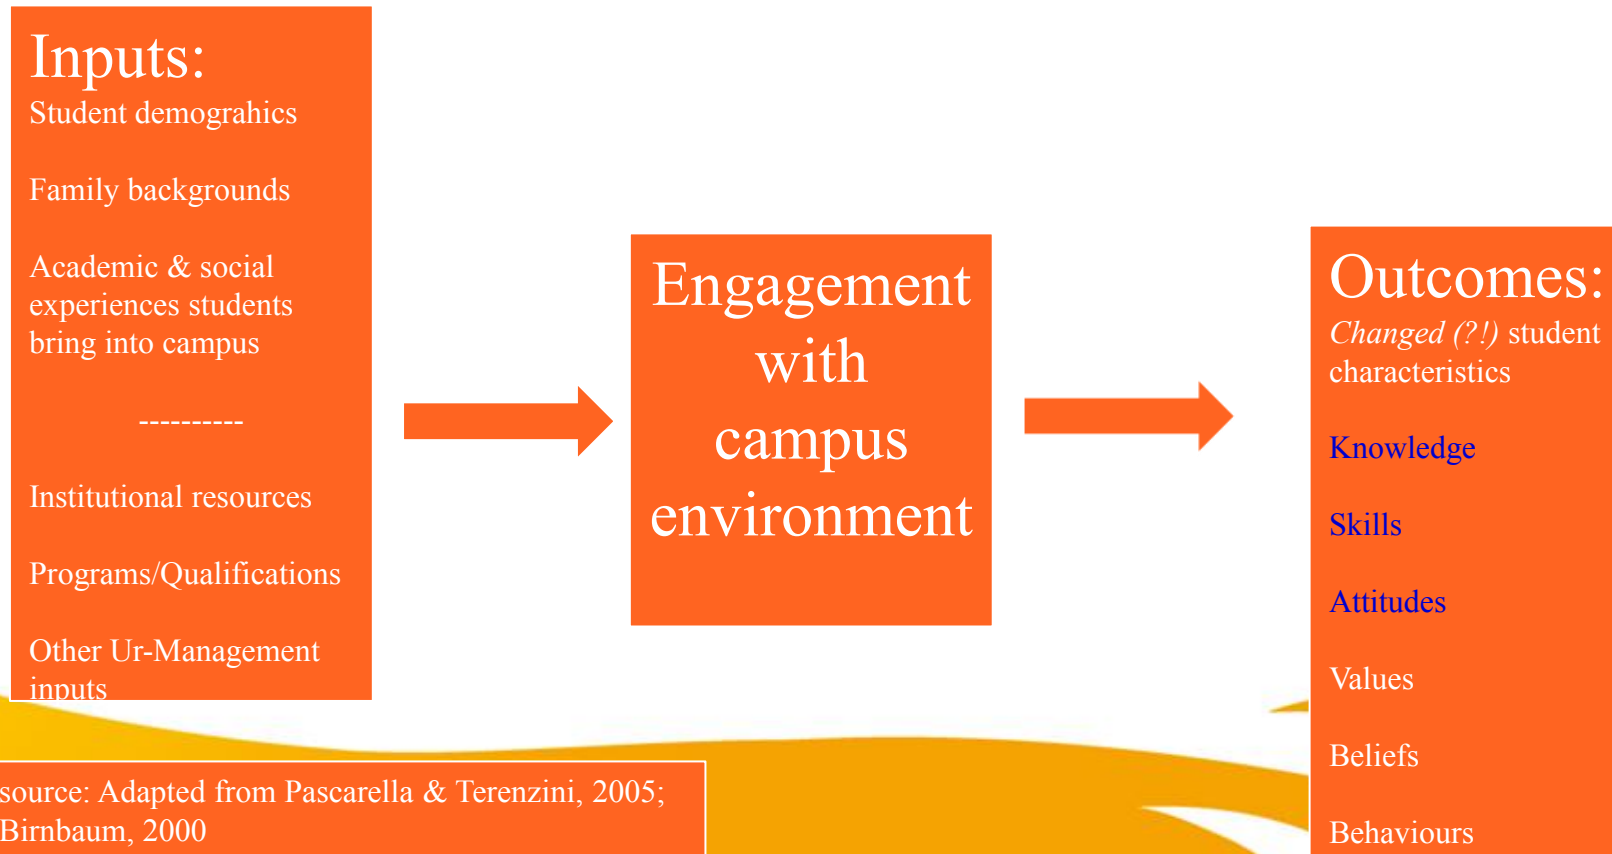 Inputs:
Student demograhics
Family backgrounds
Academic & social
experiences students
bring into campus
----------
Institutional resources
Programs/Qualifications
Other Ur-Management
inputs
Engagement
with
campus
environment
Outcomes:
Changed (?!) student
characteristics
Knowledge
Skills
Attitudes
Values
Beliefs
Behaviours
source: Adapted from Pascarella & Terenzini, 2005;
Birnbaum, 2000